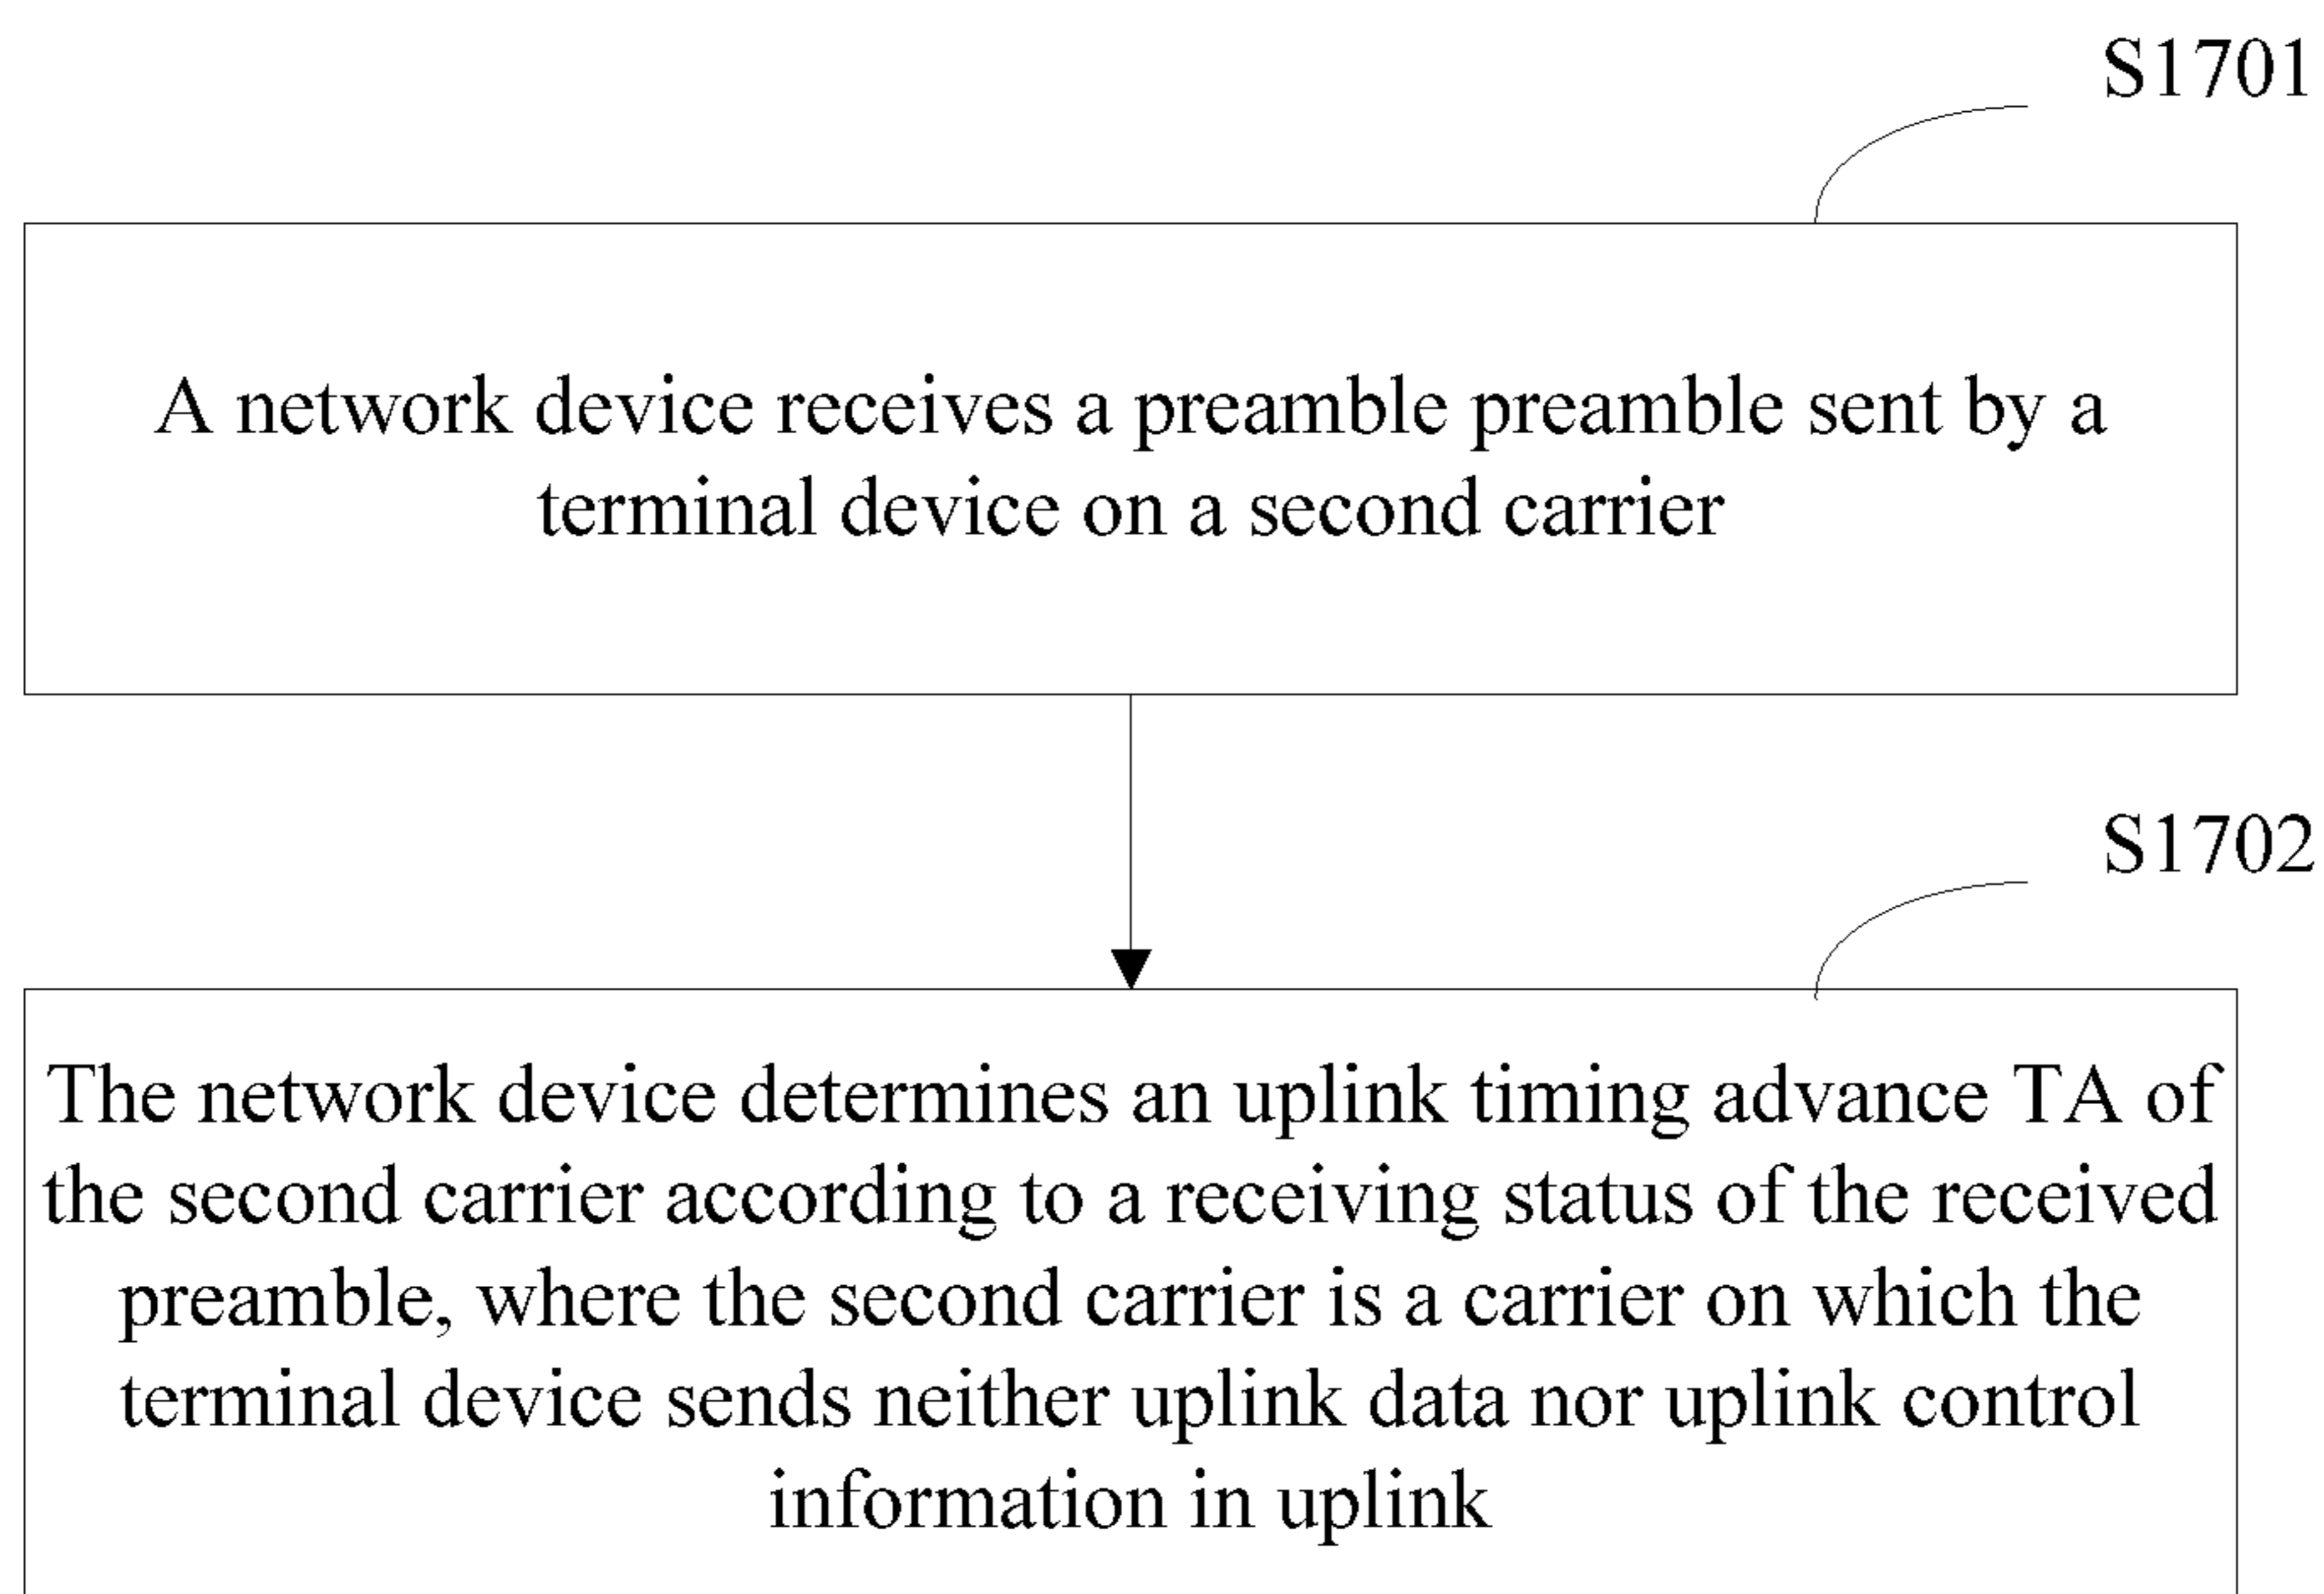 S1701
A network device receives a preamble preamble sent by a
terminal device on a second carrier
S1702
The network device determines an uplink timing advance TA of
the second carrier according to a receiving status of the received
preamble, where the second carrier is a carrier on which the
terminal device sends neither uplink data nor uplink control
information in uplink